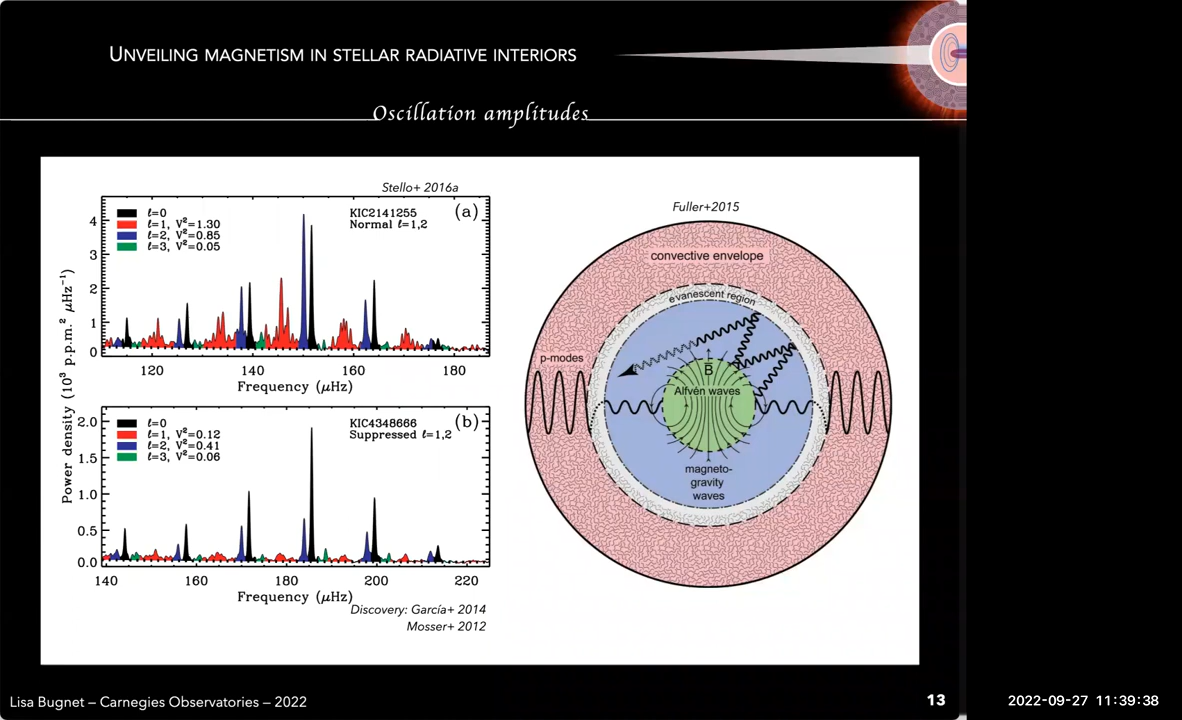 UNVEILING MAGNETISM IN STELLAR RADIATIVE INTERIORS
Oscillation amplitudes
Stello+ 2016a
(a)
ℓ=0
ℓ=1, V²=1.30
ℓ=2, V²=0.85
ℓ=3, V²=0.05
KIC2141255
Normal ℓ=1,2
4
3
2
1
0
120
140
160
180
Frequency (μHz)
Power density (10³ p.p.m.² μHz⁻¹)
(b)
ℓ=0
ℓ=1, V²=0.12
ℓ=2, V²=0.41
ℓ=3, V²=0.06
KIC4348666
Suppressed ℓ=1,2
2.0
1.5
1.0
0.5
0.0
140
160
180
200
220
Frequency (μHz)
Discovery: García+ 2014
Mosser+ 2012
Fuller+2015
convective envelope
evanescent region
p-modes
B̅
Alfvén waves
magneto-
gravity
waves
Lisa Bugnet – Carnegies Observatories – 2022
13
2022-09-27 11:39:38